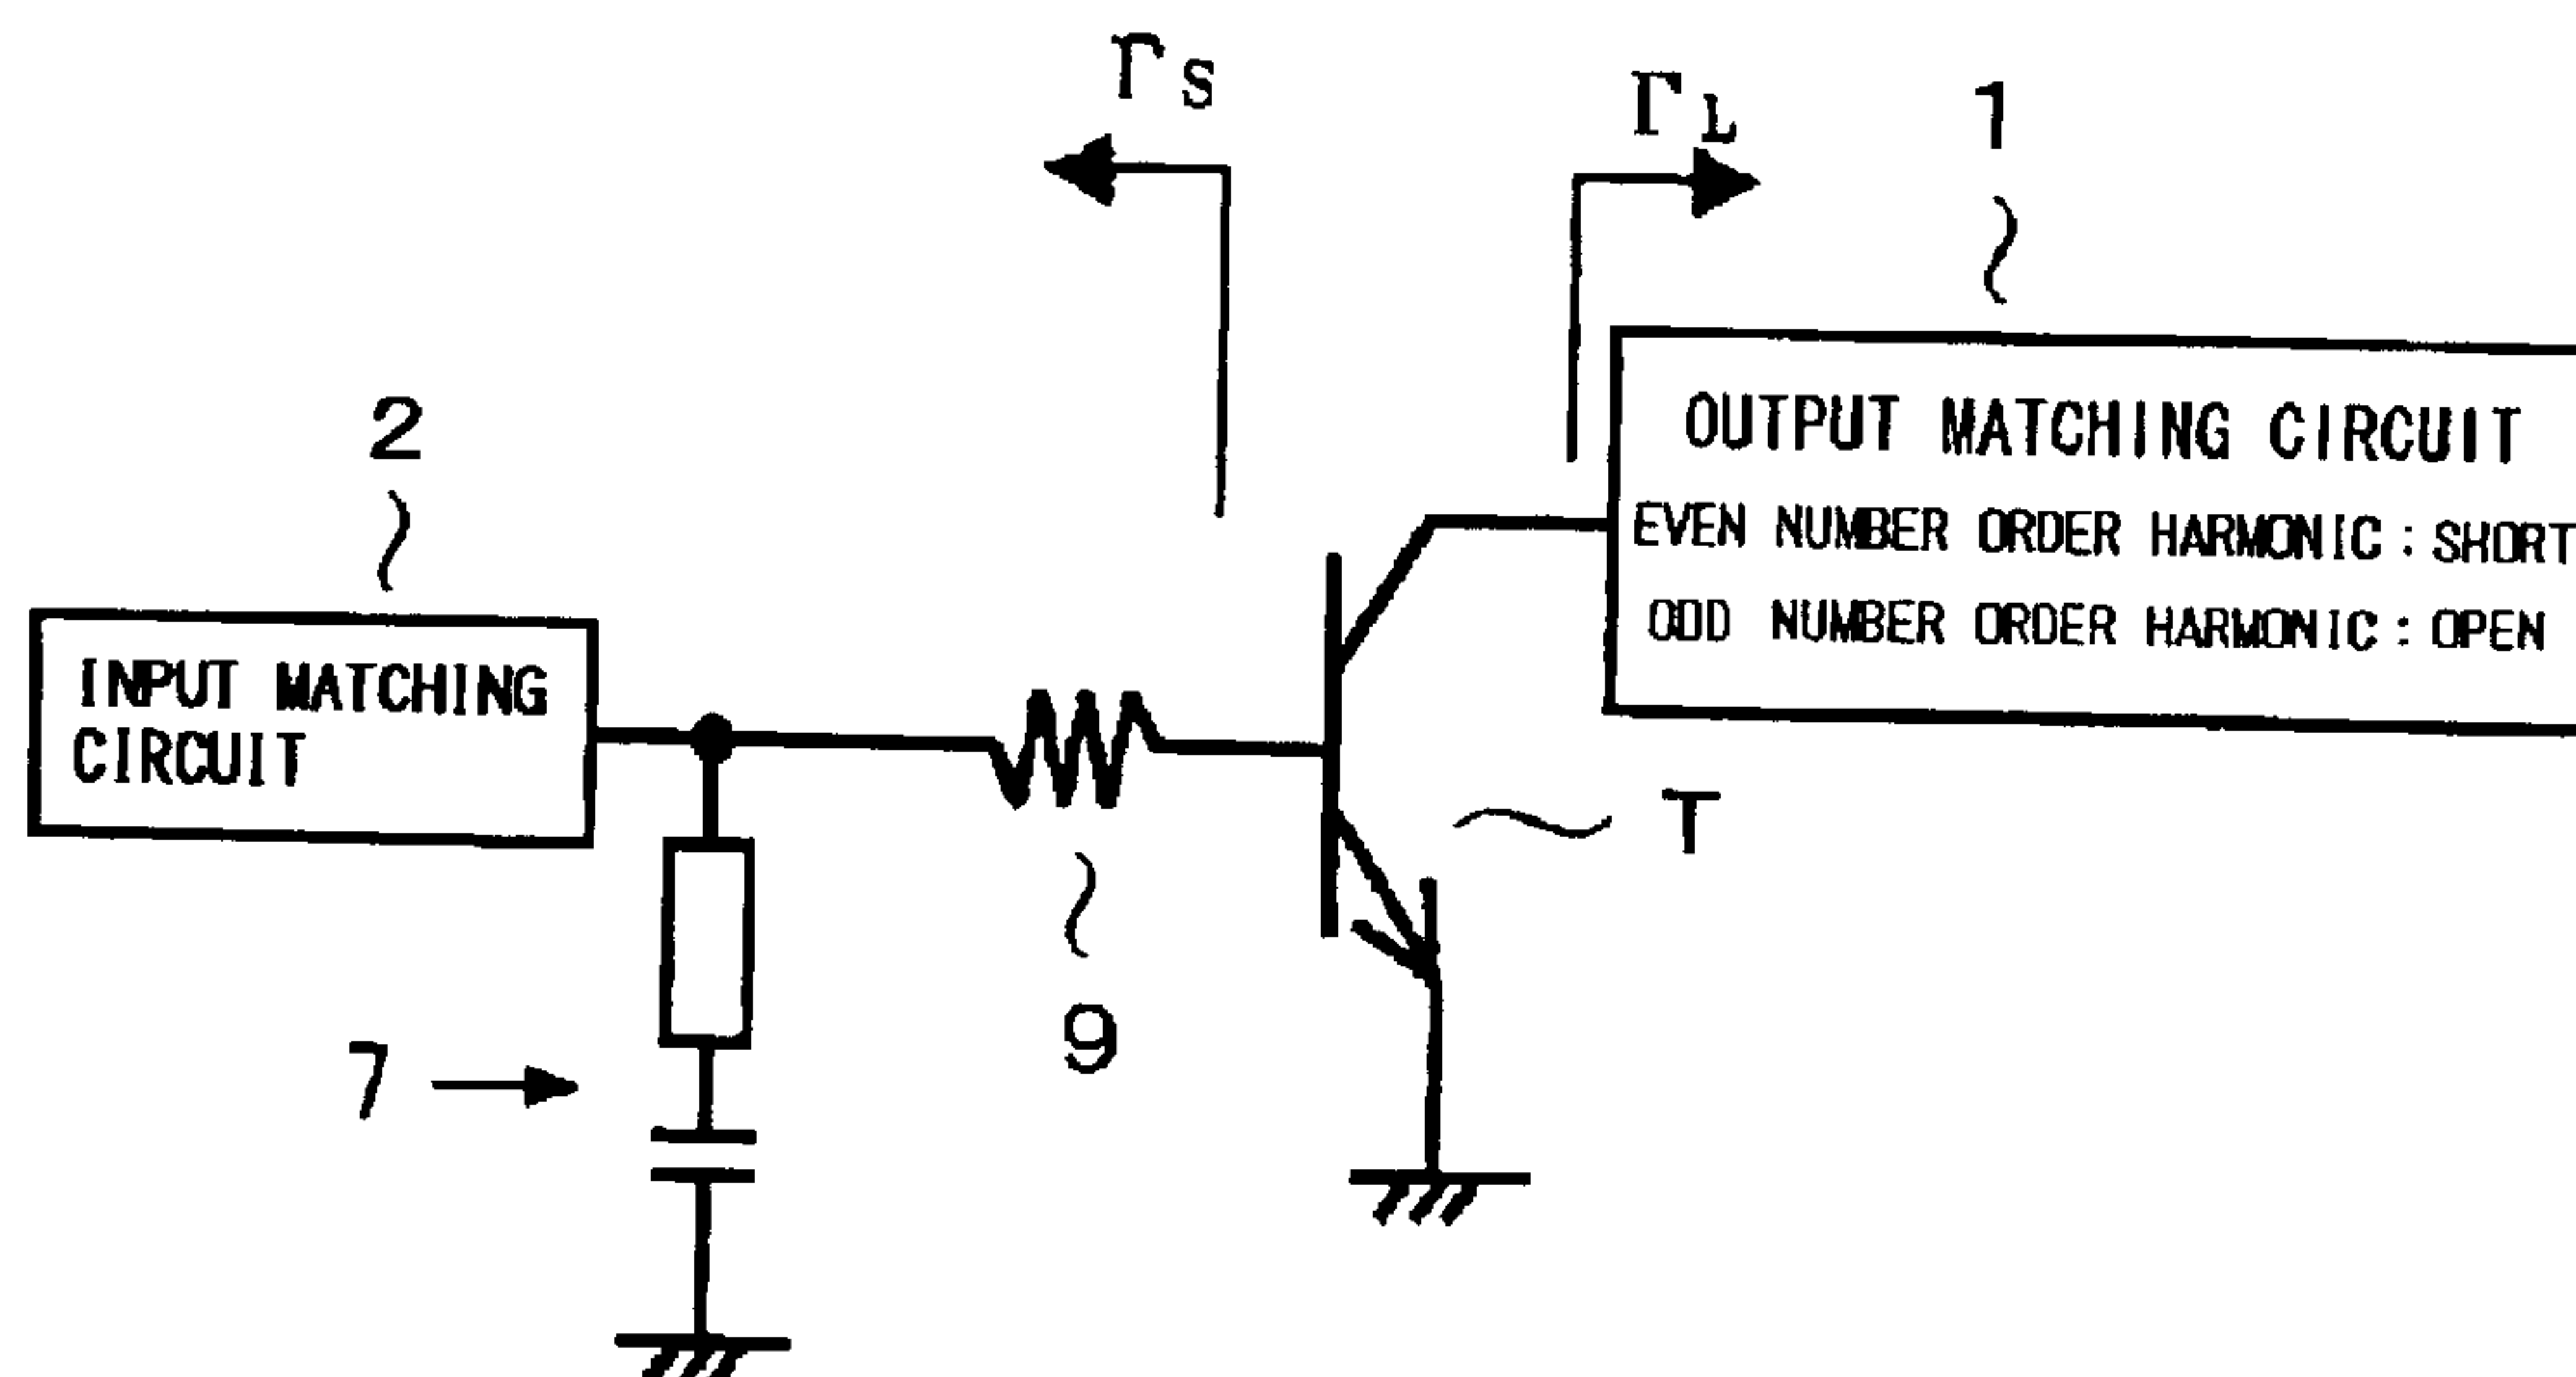 ΓS
ΓL
1
OUTPUT MATCHING CIRCUIT
EVEN NUMBER ORDER HARMONIC : SHORT
ODD NUMBER ORDER HARMONIC : OPEN
2
INPUT MATCHING
CIRCUIT
T
9
7